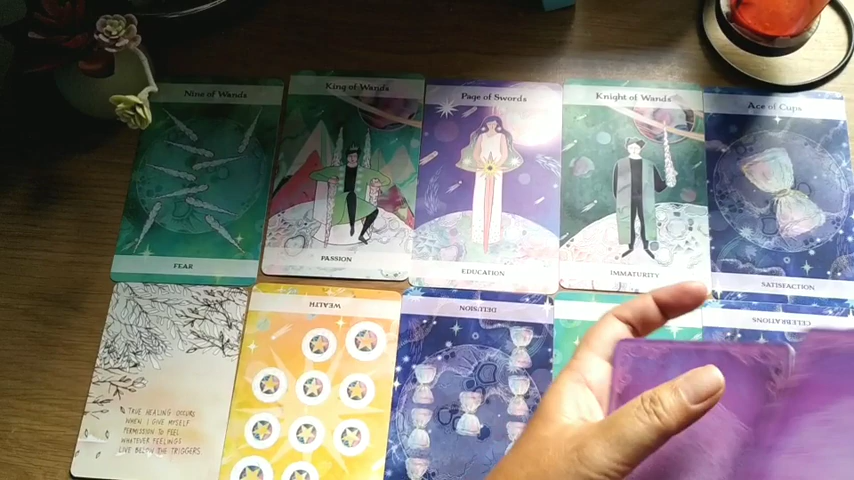 Nine of Wands
King of Wands
Page of Swords
Knight of Wands
Ace of Cups
FEAR
PASSION
EDUCATION
IMMATURITY
SATISFACTION
WEALTH
DELUSION
CELEBRATIONS
TRUE HEALING OCCURS
WHEN I GIVE MYSELF
PERMISSION TO FEEL
WHATEVER FEELINGS
LIVE BELOW THE TRIGGERS